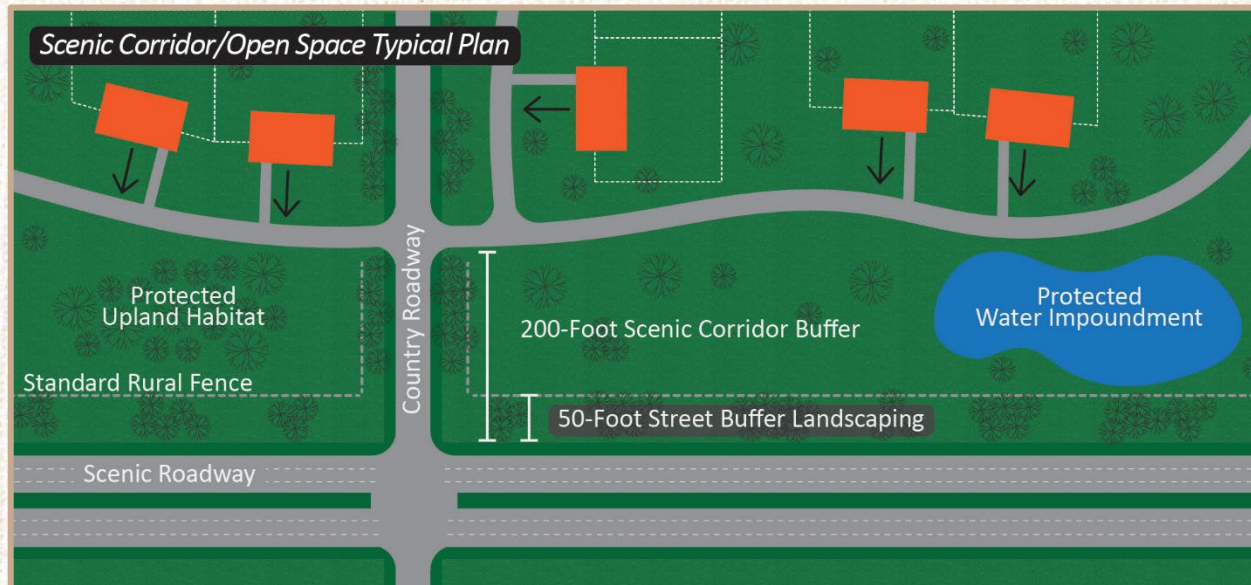 Scenic Corridor/Open Space Typical Plan
Country Roadway
Protected
Upland Habitat
Protected
Water Impoundment
200-Foot Scenic Corridor Buffer
Standard Rural Fence
50-Foot Street Buffer Landscaping
Scenic Roadway